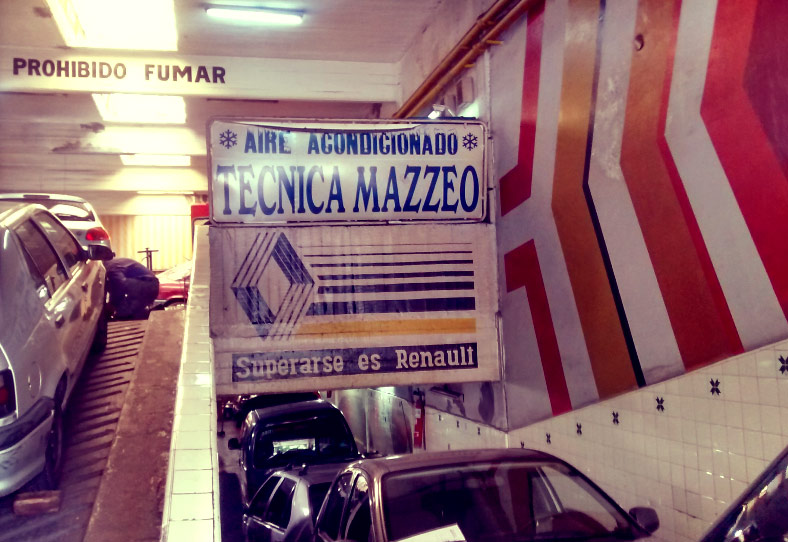 PROHIBIDO FUMAR
AIRE ACONDICIONADO
TECNICA MAZZEO
Superarse es Renault